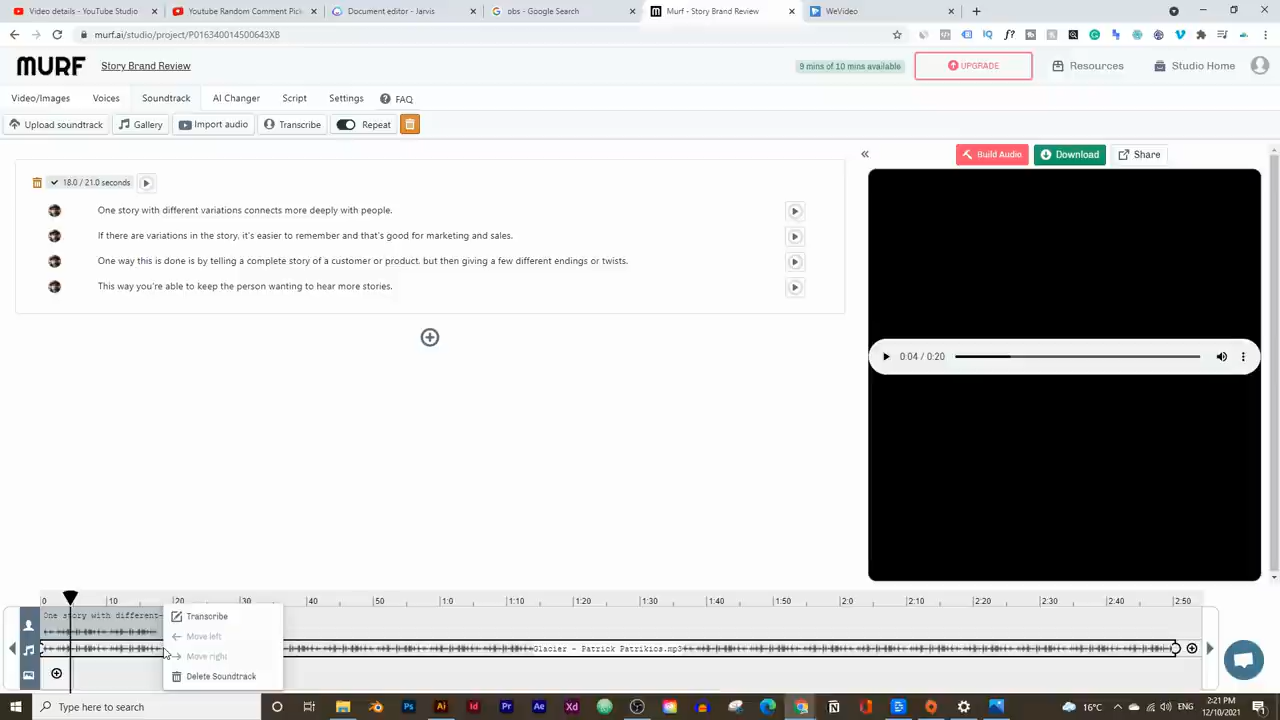 Video details - YouTube Studio
Youtube Random Comment Pick
Document editor - Jarvis
obs - Google Search
Murf - Story Brand Review
WeVideo
murf.ai/studio/project/P016340014500643XB
MURF
Story Brand Review
9 mins of 10 mins available
UPGRADE
Resources
Studio Home
Video/Images
Voices
Soundtrack
AI Changer
Script
Settings
FAQ
Upload soundtrack
Gallery
Import audio
Transcribe
Repeat
Build Audio
Download
Share
18.0 / 21.0 seconds
One story with different variations connects more deeply with people.
If there are variations in the story, it's easier to remember and that's good for marketing and sales.
One way this is done is by telling a complete story of a customer or product, but then giving a few different endings or twists.
This way you're able to keep the person wanting to hear more stories.
0:04 / 0:20
0 10 20 30 40 50 1:0 1:10 1:20 1:30 1:40 1:50 2:0 2:10 2:20 2:30 2:40 2:50
One story with different-
Transcribe
Move left
Move right
Delete Soundtrack
Glacier - Patrick Patrikios.mp3
Type here to search
Ps Ai Id Pr Ae Xd
16°C
2:21 PM
12/10/2021